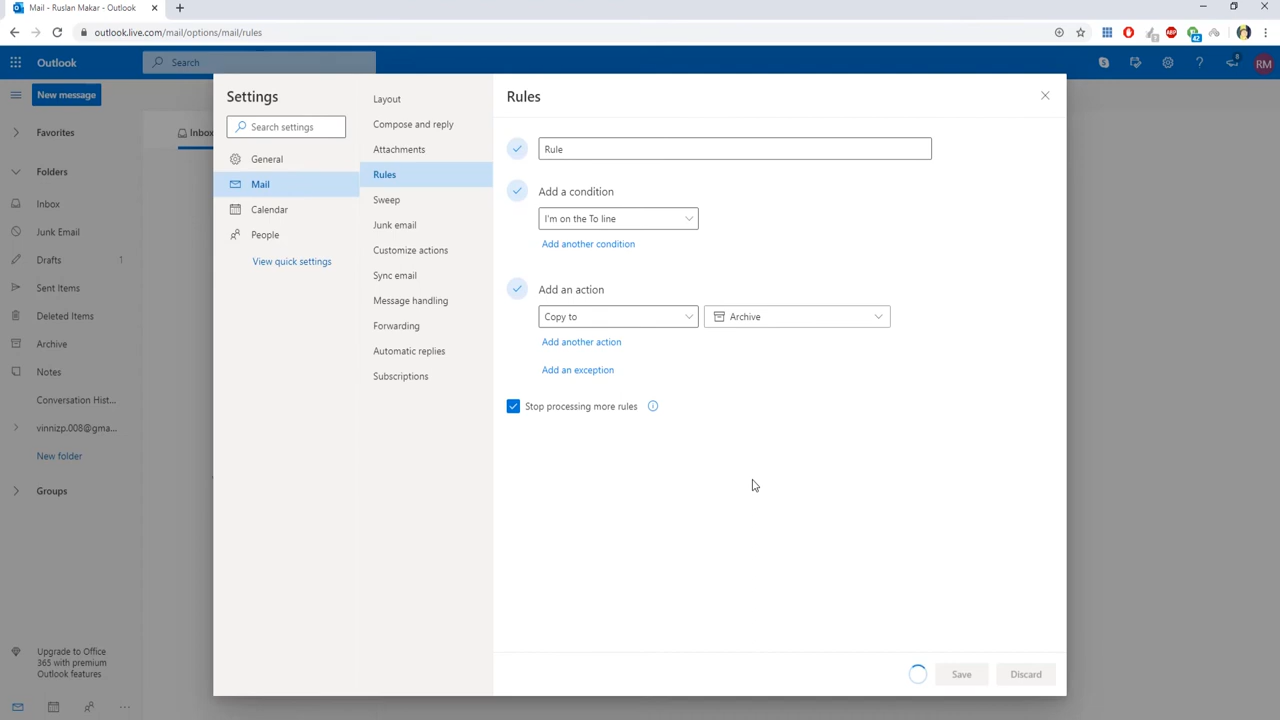 Mail - Ruslan Makar - Outlook
outlook.live.com/mail/options/mail/rules
ABP
42
Outlook
Search
8
RM
New message
Favorites
Folders
Inbox
Junk Email
Drafts
1
Sent Items
Deleted Items
Archive
Notes
Conversation Hist...
vinnizp.008@gma...
New folder
Groups
Upgrade to Office
365 with premium
Outlook features
Inbox
Settings
Search settings
General
Mail
Calendar
People
View quick settings
Layout
Compose and reply
Attachments
Rules
Sweep
Junk email
Customize actions
Sync email
Message handling
Forwarding
Automatic replies
Subscriptions
Rules
Rule
Add a condition
I'm on the To line
Add another condition
Add an action
Copy to
Archive
Add another action
Add an exception
Stop processing more rules
Save
Discard